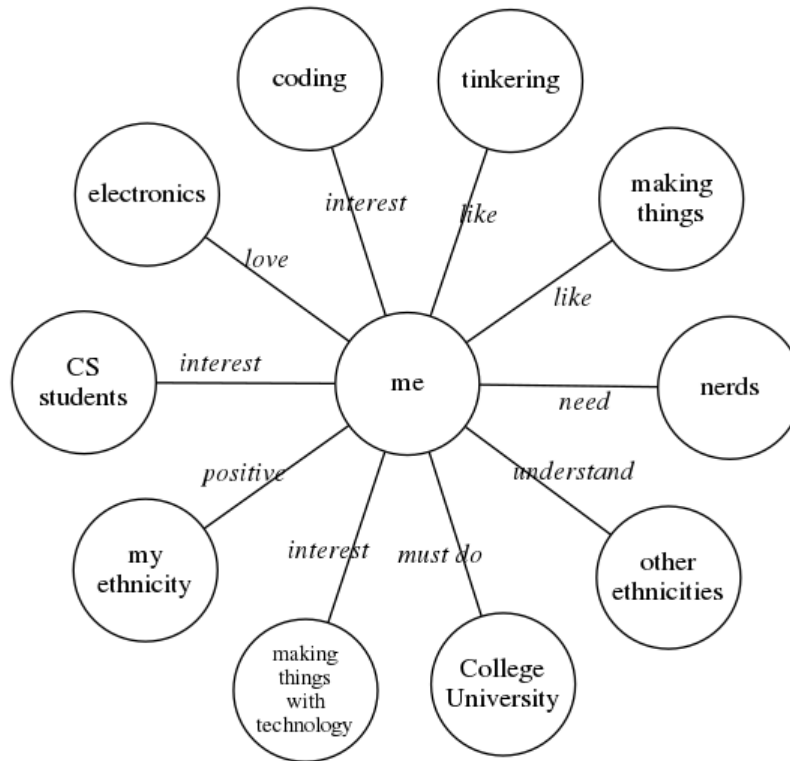 coding
tinkering
electronics
making
things
interest
like
love
like
CS
students
interest
me
need
nerds
positive
understand
my
ethnicity
interest
must do
other
ethnicities
making
things
with
technology
College
University